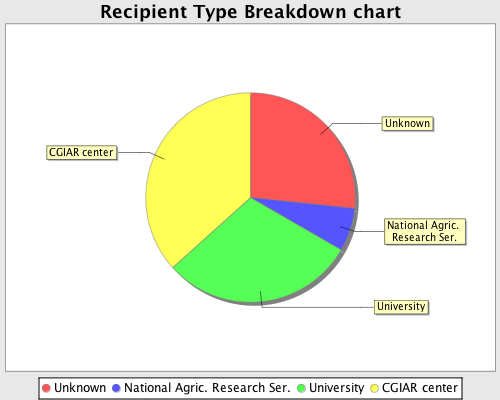 Recipient Type Breakdown chart
Unknown
CGIAR center
National Agric.
Research Ser.
University
Unknown National Agric. Research Ser. University CGIAR center